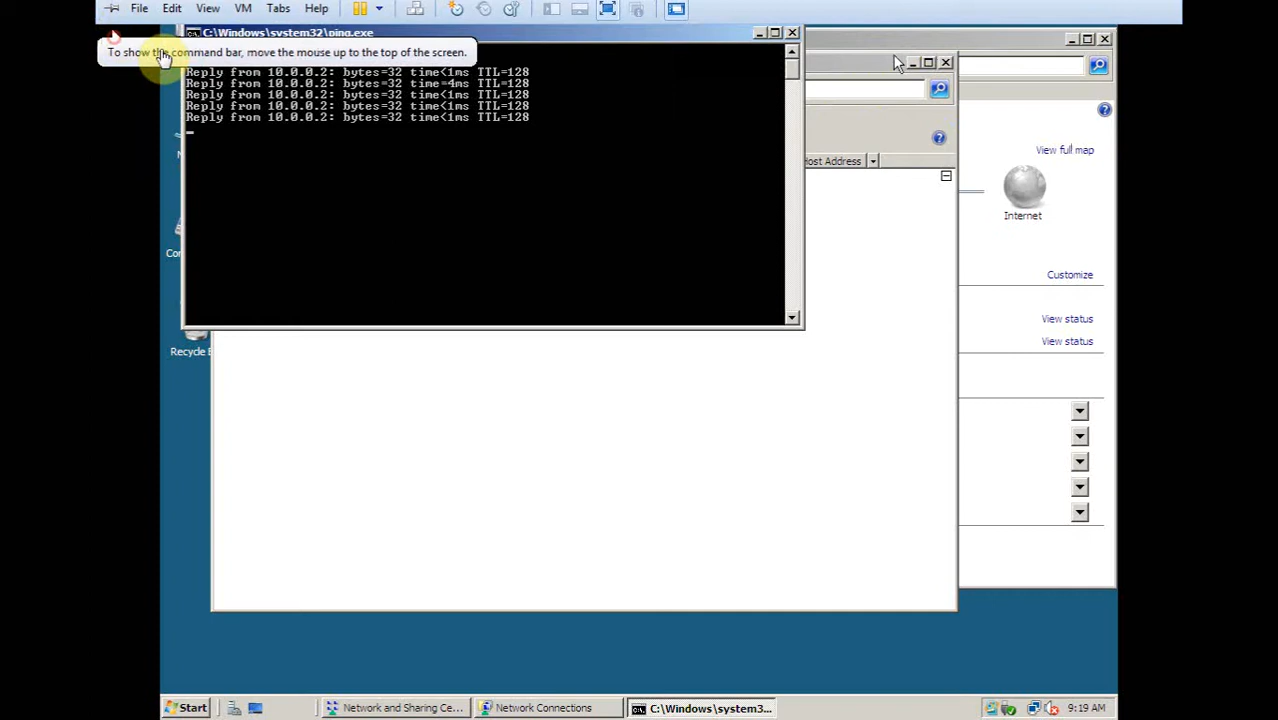 File Edit View VM Tabs Help
C:\Windows\system32\ping.exe
To show the command bar, move the mouse up to the top of the screen.
Reply from 10.0.0.2: bytes=32 time<1ms TTL=128
Reply from 10.0.0.2: bytes=32 time=4ms TTL=128
Reply from 10.0.0.2: bytes=32 time<1ms TTL=128
Reply from 10.0.0.2: bytes=32 time<1ms TTL=128
Reply from 10.0.0.2: bytes=32 time<1ms TTL=128
View full map
Host Address
Internet
Customize
View status
View status
Start
Network and Sharing Ce...
Network Connections
C:\Windows\system3...
9:19 AM